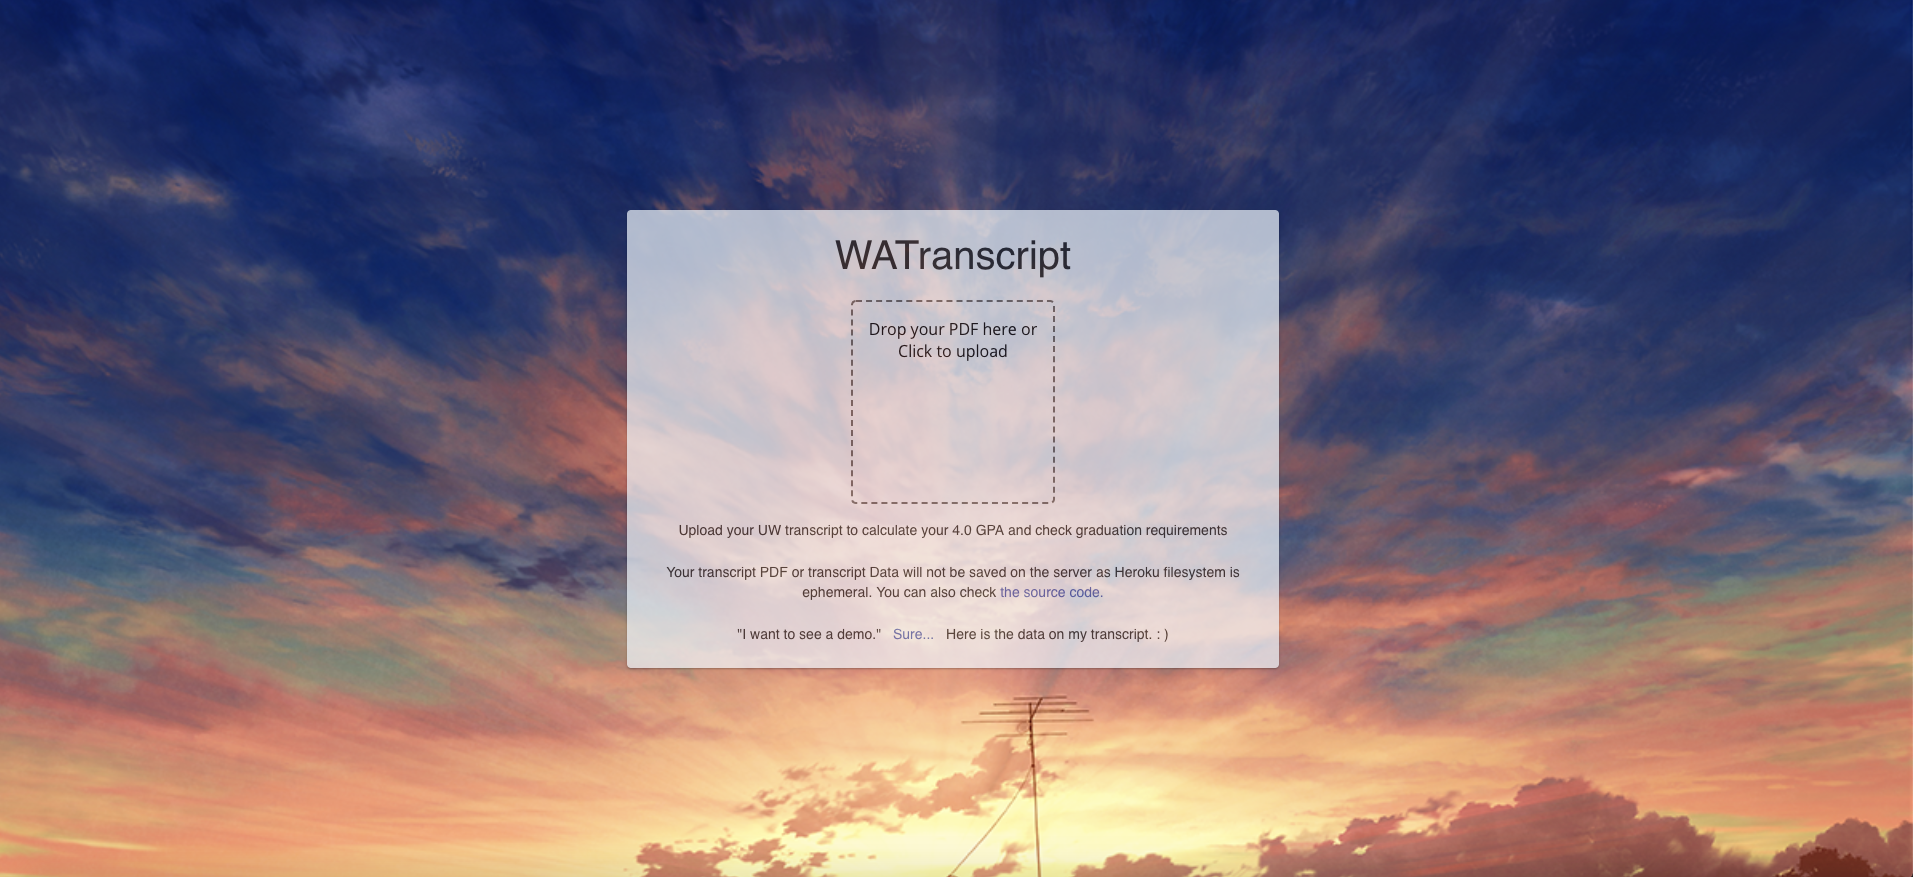 WATranscript
Drop your PDF here or
Click to upload
Upload your UW transcript to calculate your 4.0 GPA and check graduation requirements
Your transcript PDF or transcript Data will not be saved on the server as Heroku filesystem is
ephemeral. You can also check the source code.
"I want to see a demo." Sure... Here is the data on my transcript. : )